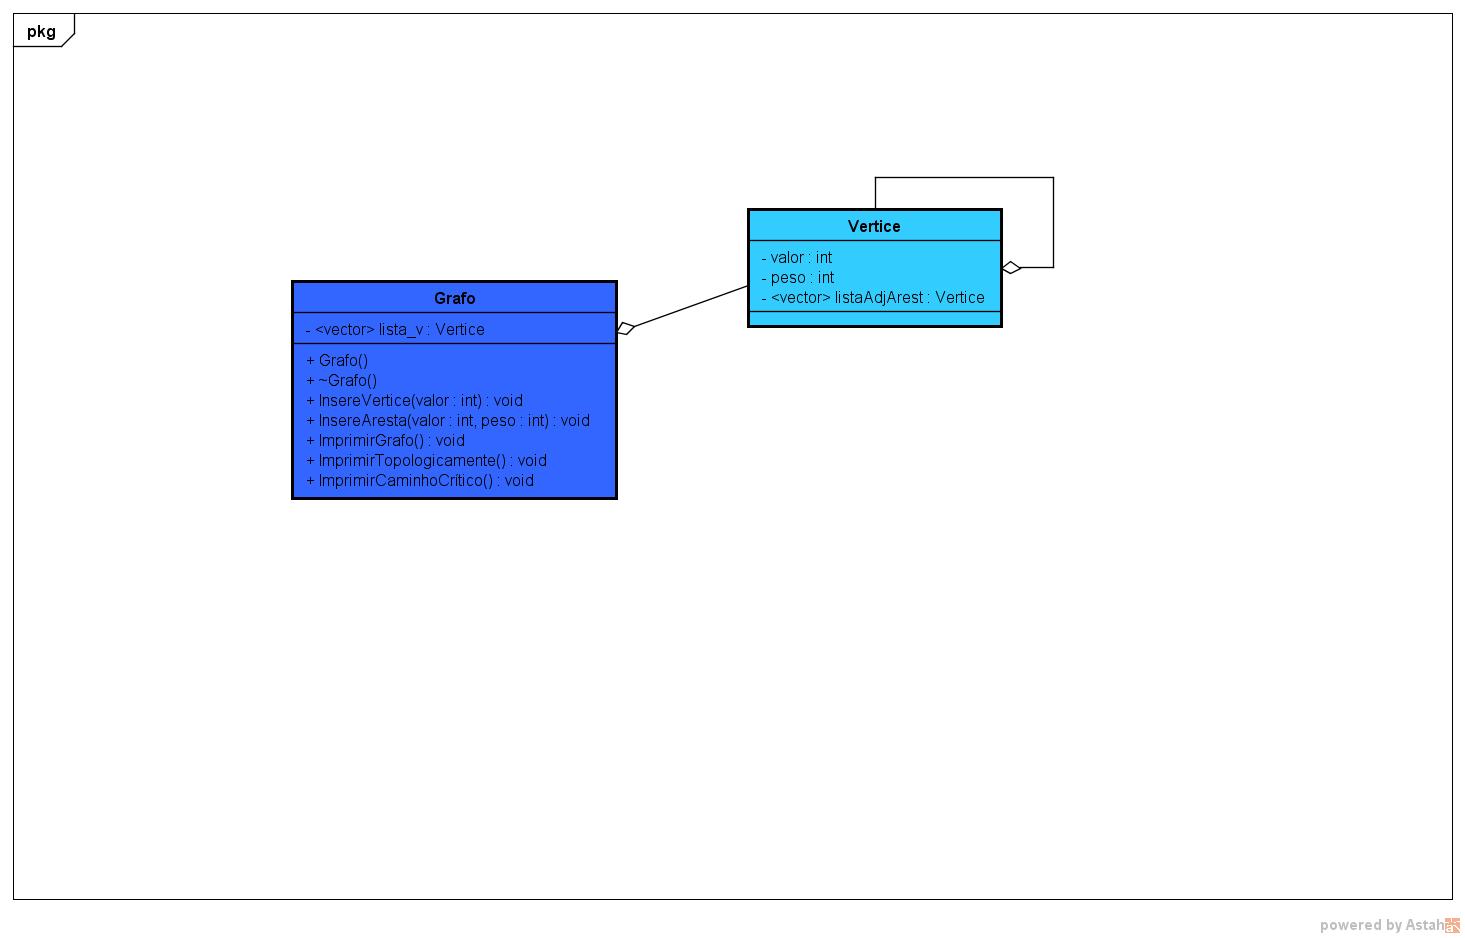 pkg
Vertice
- valor : int
- peso : int
- <vector> listaAdjArest : Vertice
Grafo
- <vector> lista_v : Vertice
+ Grafo()
+ ~Grafo()
+ InsereVertice(valor : int) : void
+ InsereAresta(valor : int, peso : int) : void
+ ImprimirGrafo() : void
+ ImprimirTopologicamente() : void
+ ImprimirCaminhoCrítico() : void
powered by Astah